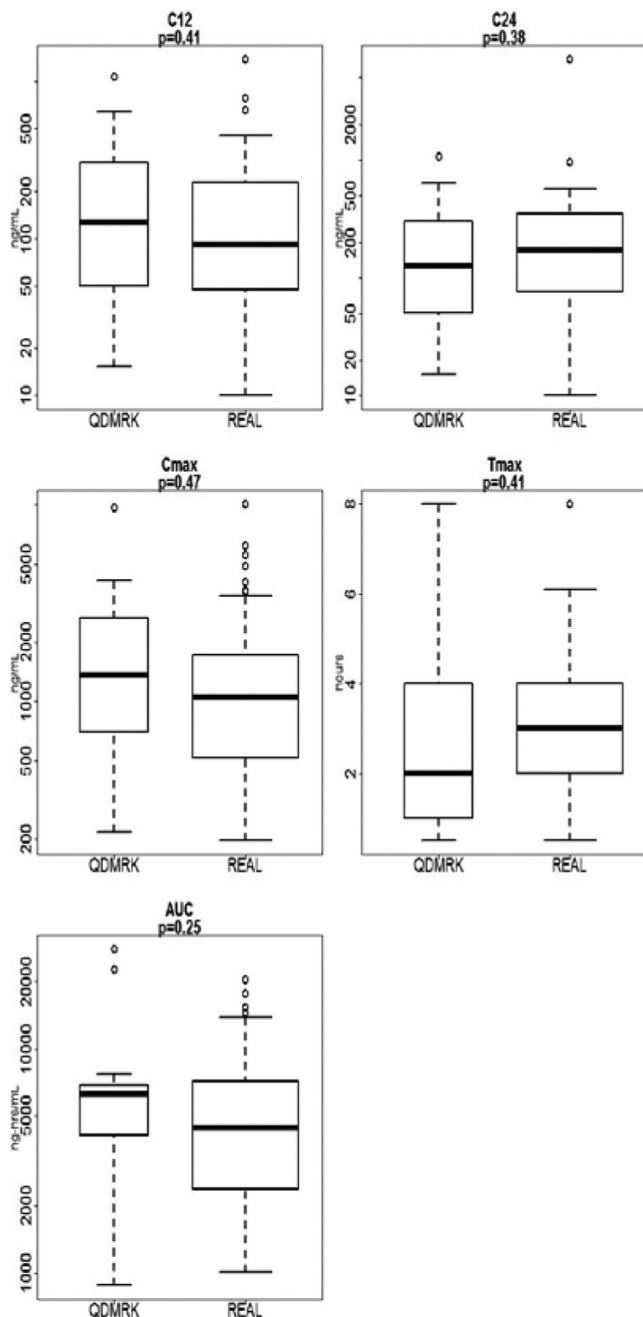 C12
p=0.41
ng/mL
500
200
100
50
20
10
QDMRK REAL
C24
p=0.38
ng/mL
2000
500
200
50
20
10
QDMRK REAL
Cmax
p=0.47
ng/mL
5000
2000
1000
500
200
QDMRK REAL
Tmax
p=0.41
hours
8
6
4
2
QDMRK REAL
AUC
p=0.25
ng-hrs/mL
20000
10000
5000
2000
1000
QDMRK REAL